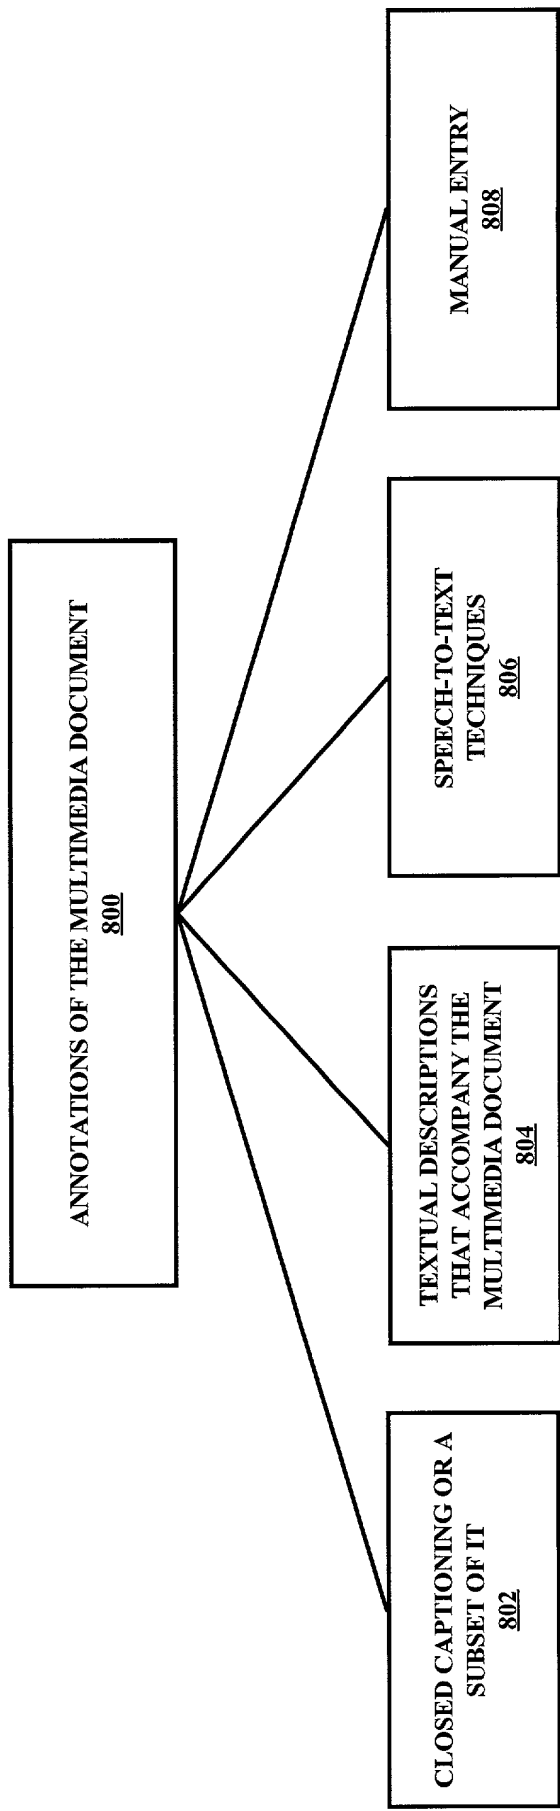 ANNOTATIONS OF THE MULTIMEDIA DOCUMENT
800
CLOSED CAPTIONING OR A
SUBSET OF IT
802
TEXTUAL DESCRIPTIONS
THAT ACCOMPANY THE
MULTIMEDIA DOCUMENT
804
SPEECH-TO-TEXT
TECHNIQUES
806
MANUAL ENTRY
808